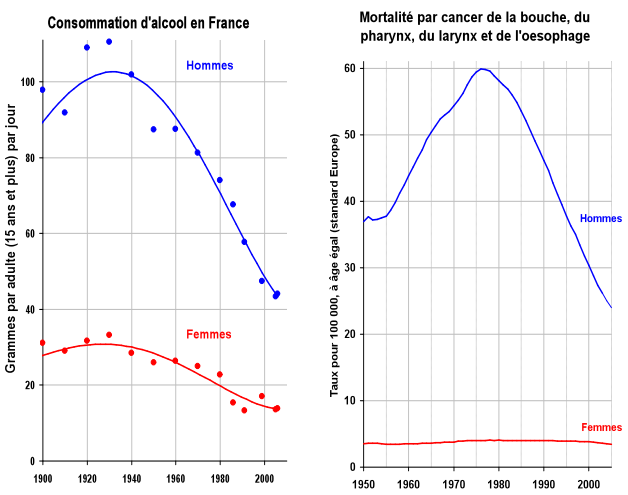 Consommation d'alcool en France
Grammes par adulte (15 ans et plus) par jour
Hommes
Femmes
100
80
60
40
20
0
1900
1920
1940
1960
1980
2000
Mortalité par cancer de la bouche, du
pharynx, du larynx et de l'oesophage
Taux pour 100 000, à âge égal (standard Europe)
60
50
40
30
20
10
0
Hommes
Femmes
1950
1960
1970
1980
1990
2000